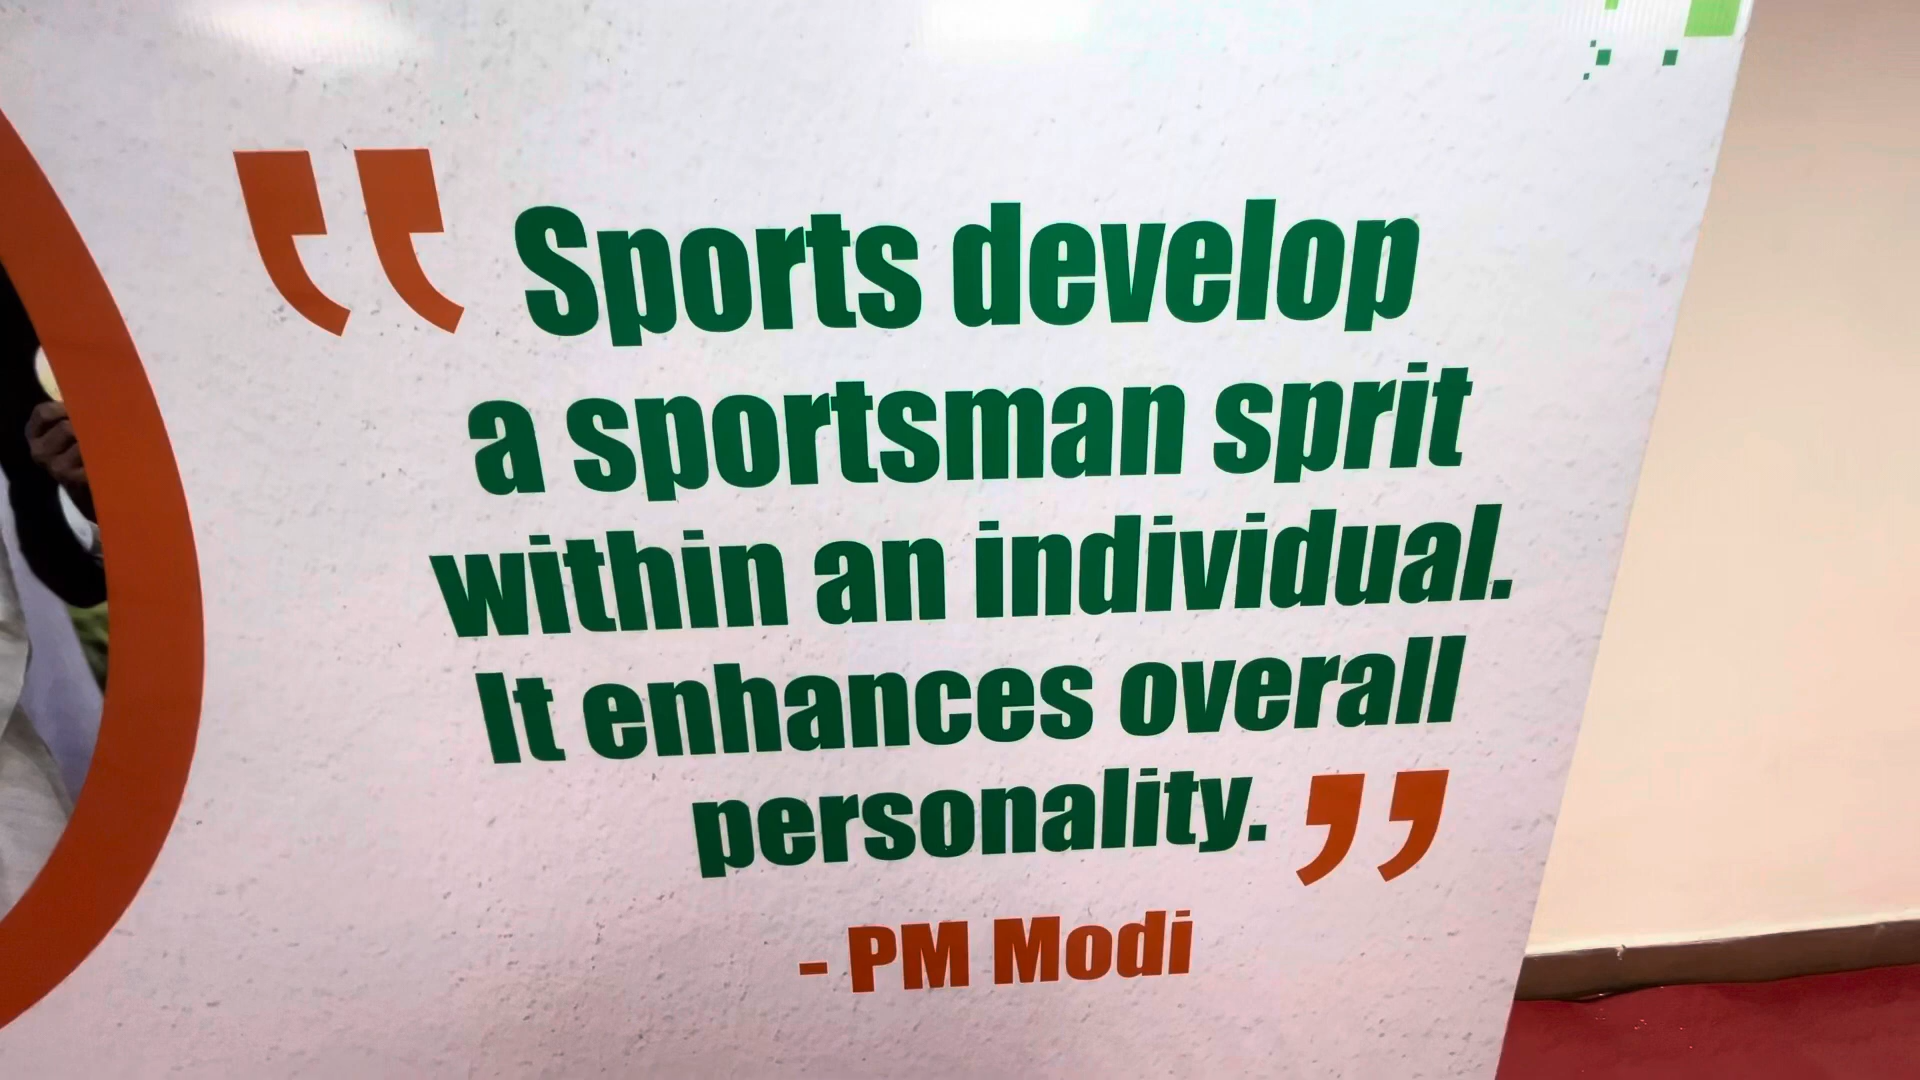 “ Sports develop
a sportsman sprit
within an individual.
It enhances overall
personality. ”
- PM Modi